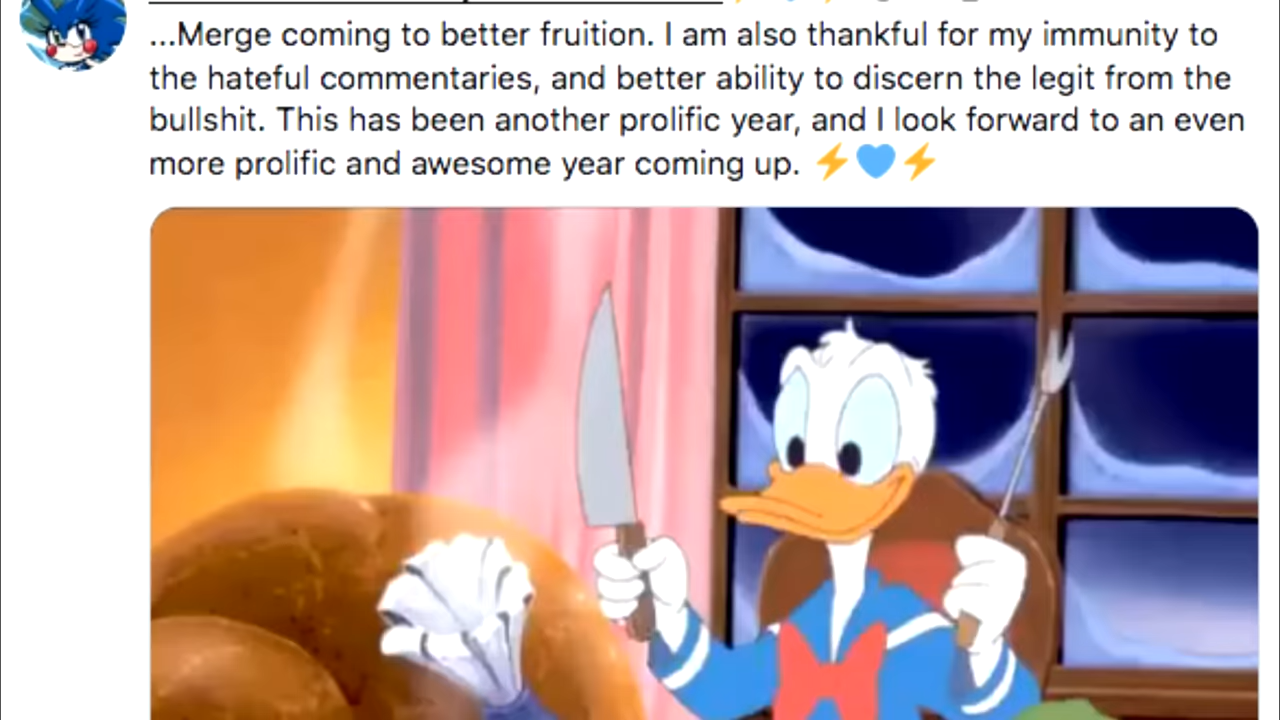 ...Merge coming to better fruition. I am also thankful for my immunity to
the hateful commentaries, and better ability to discern the legit from the
bullshit. This has been another prolific year, and I look forward to an even
more prolific and awesome year coming up. ⚡💙⚡